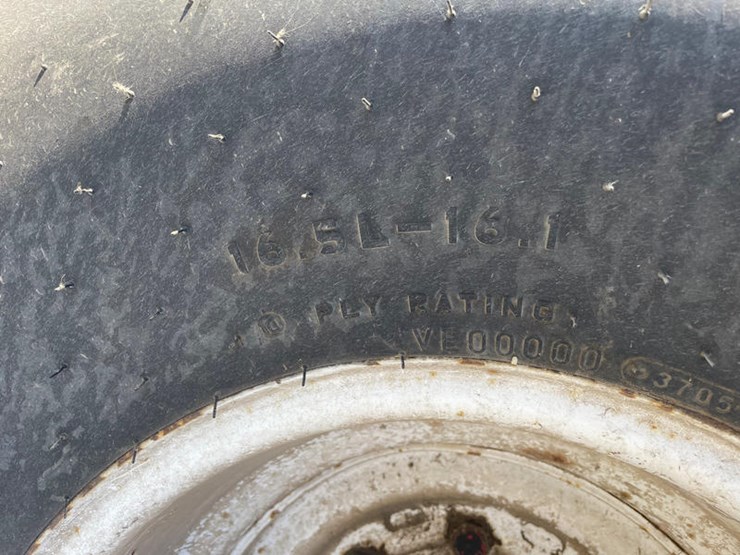 16.5L-16.1
10 PLY RATING
VE00000 3705